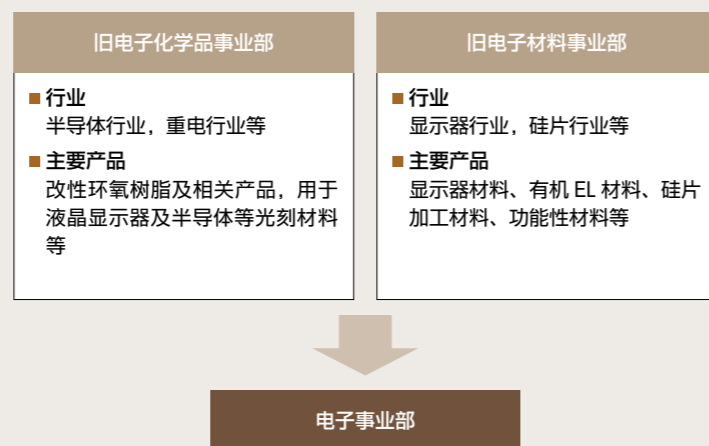 旧电子化学品事业部
■ 行业
半导体行业，重电行业等
■ 主要产品
改性环氧树脂及相关产品，用于
液晶显示器及半导体等光刻材料
等
旧电子材料事业部
■ 行业
显示器行业，硅片行业等
■ 主要产品
显示器材料、有机 EL 材料、硅片
加工材料、功能性材料等
电子事业部